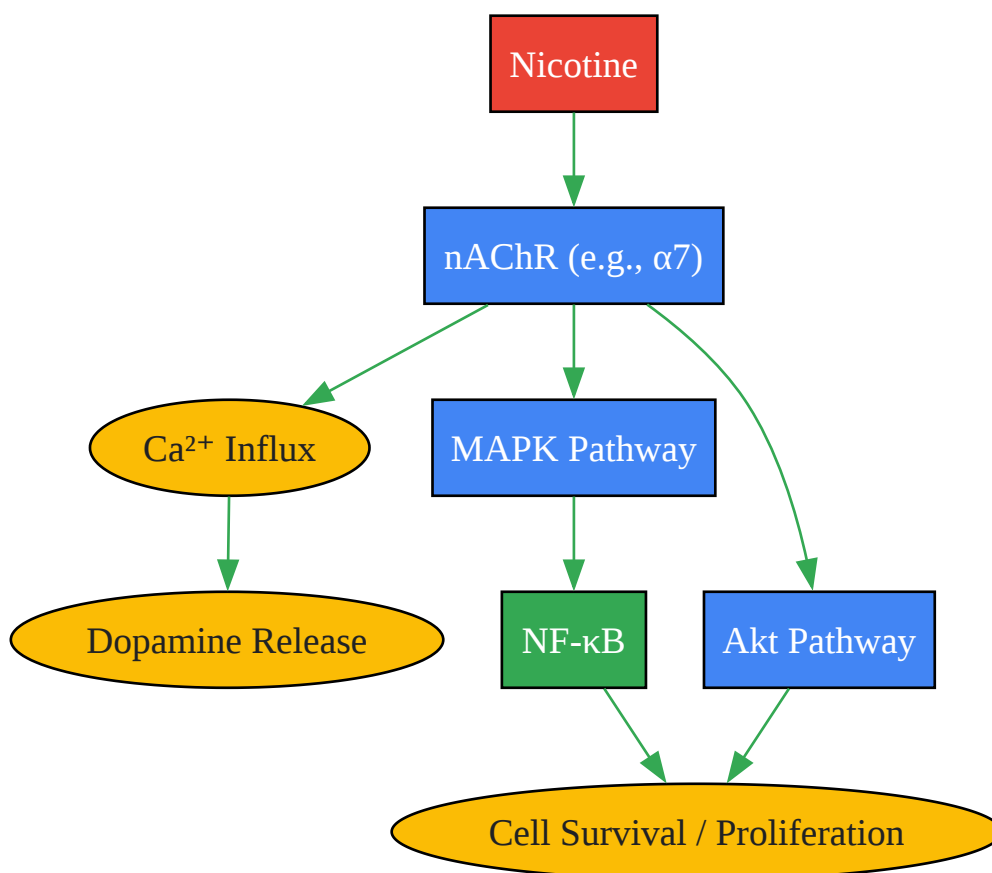 Nicotine
nAChR (e.g., α7)
Ca²⁺ Influx
MAPK Pathway
Dopamine Release
NF-κB
Akt Pathway
Cell Survival / Proliferation